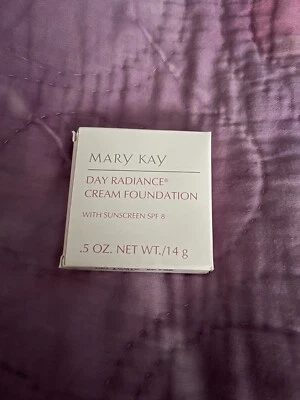 MARY KAY
DAY RADIANCE®
CREAM FOUNDATION
WITH SUNSCREEN SPF 8
.5 OZ. NET WT./14 g